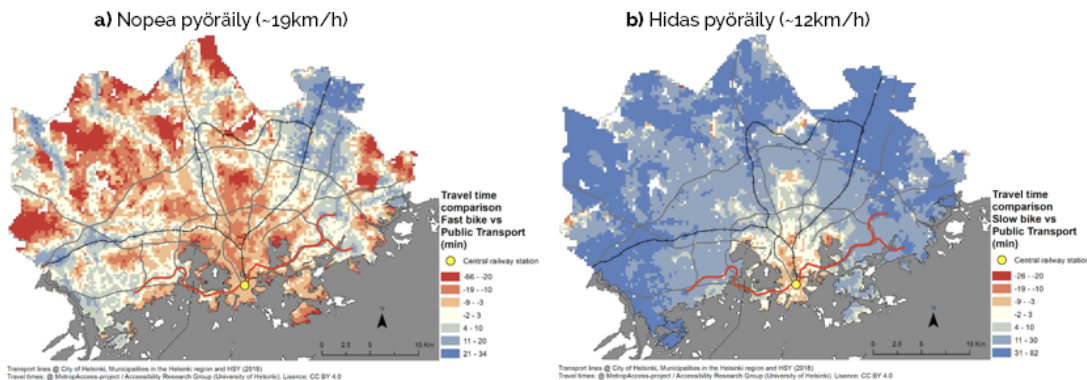 a) Nopea pyöräily (~19km/h)
Travel time
comparison
Fast bike vs
Public Transport
(min)
Central railway station
-66 - -20
-19 - -10
-9 - -3
-2 - 3
4 - 10
11 - 20
21 - 34
N
0 2.5 5 10 Km
Transport lines @ City of Helsinki, Municipalities in the Helsinki region and HSY (2018)
Travel times: @ MetropAccess-project / Accessibility Research Group (University of Helsinki). Lisence: CC BY 4.0
b) Hidas pyöräily (~12km/h)
Travel time
comparison
Slow bike vs
Public Transport
(min)
Central railway station
-26 - -20
-19 - -10
-9 - -3
-2 - 3
4 - 10
11 - 30
31 - 82
N
0 2.5 5 10 Km
Transport lines @ City of Helsinki, Municipalities in the Helsinki region and HSY (2018)
Travel times: @ MetropAccess-project / Accessibility Research Group (University of Helsinki). Lisence: CC BY 4.0